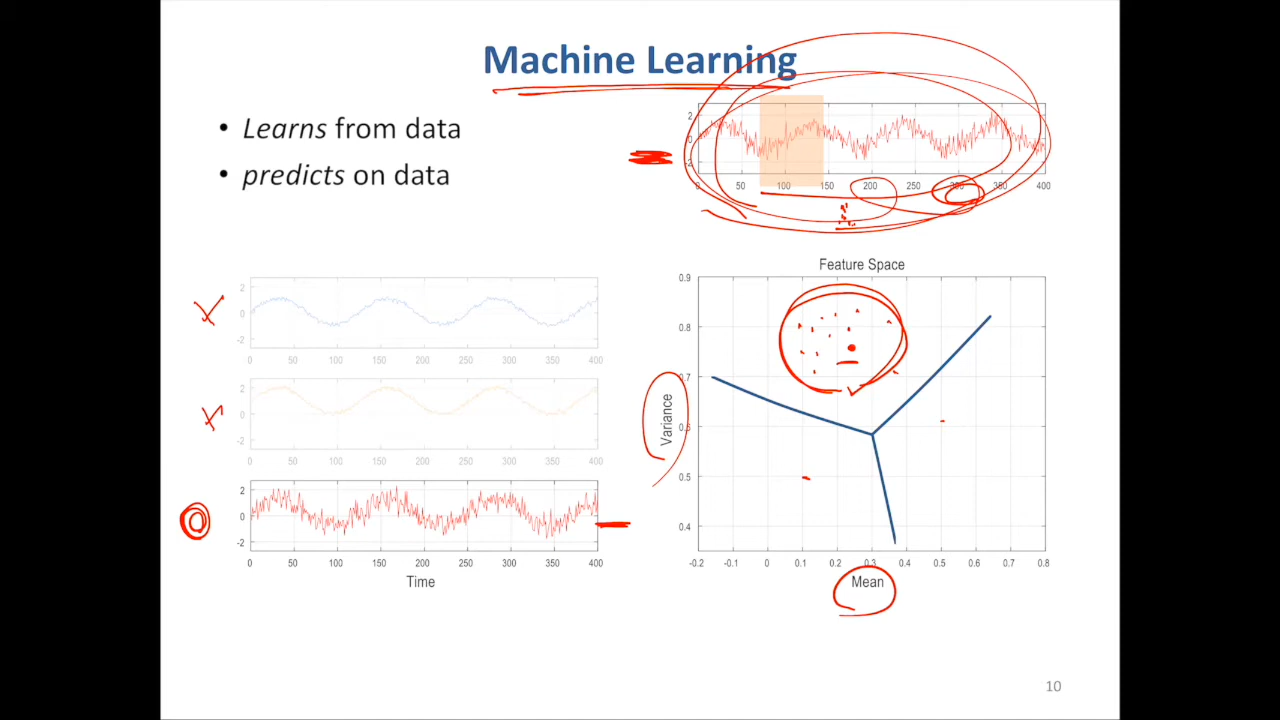 Machine Learning
• Learns from data
• predicts on data
2
0
-2
0 50 100 150 200 250 300 350 400
2
0
-2
0 50 100 150 200 250 300 350 400
2
0
-2
0 50 100 150 200 250 300 350 400
2
0
-2
0 50 100 150 200 250 300 350 400
Time
Feature Space
0.9
0.8
0.7
0.6
0.5
0.4
Variance
-0.2 -0.1 0 0.1 0.2 0.3 0.4 0.5 0.6 0.7 0.8
Mean
10